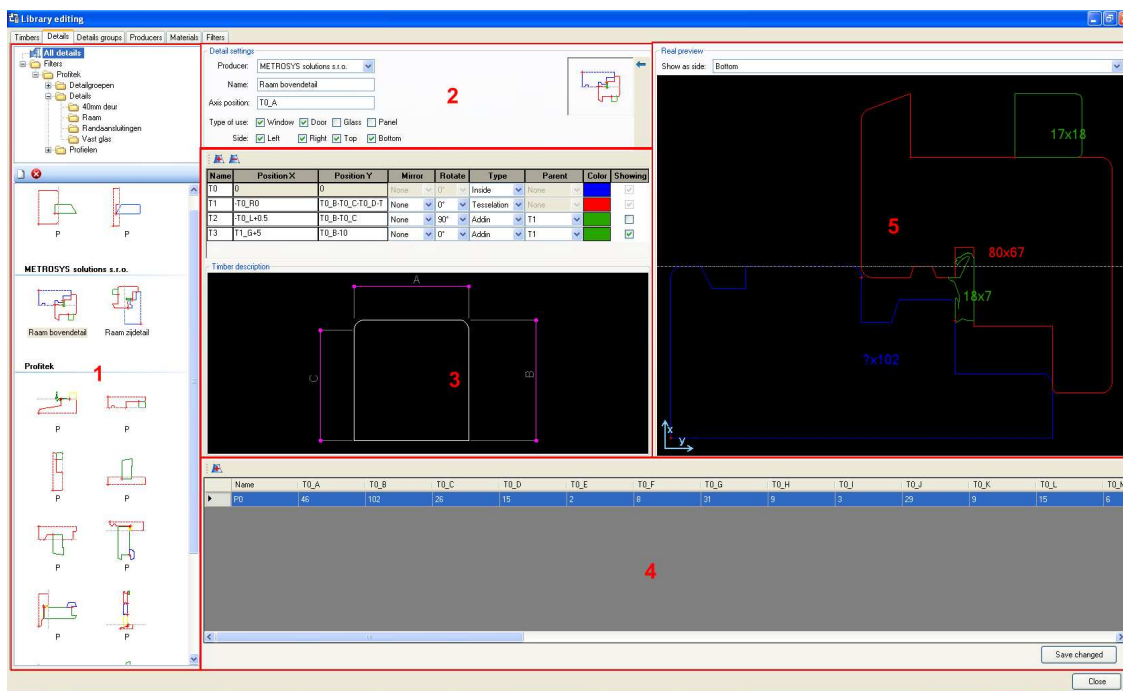 Library editing
Timbers Details Details groups Producers Materials Filters
All details
Filters
Profitek
Detailgroepen
Details
40mm deur
Raam
Randaansluitingen
Vast glas
Profielen
P P
METROSYS solutions s.r.o.
Raam bovendetail Raam zijdetail
Profitek
1
P P
P P
P P
P P
Detail settings
Producer: METROSYS solutions s.r.o.
Name: Raam bovendetail
2
Axis position: T0_A
Type of use: Window Door Glass Panel
Side: Left Right Top Bottom
Name Position X Position Y Mirror Rotate Type Parent Color Showing
T0 0 0 None 0° Inside None
T1 -T0_R0 T0_B-T0_C-T0_D-T None 0° Tesselation None
T2 -T0_L+0.5 T0_B-T0_C None 90° Addin T1
T3 T1_G+5 T0_B-10 None 0° Addin T1
Timber description
A
C
3
B
Real preview
Show as side: Bottom
17x18
5
80x67
18x7
?x102
x
y
Name T0_A T0_B T0_C T0_D T0_E T0_F T0_G T0_H T0_I T0_J T0_K T0_L T0_M
P0 46 102 26 15 2 8 31 9 3 29 9 15 6
4
Save changed
Close